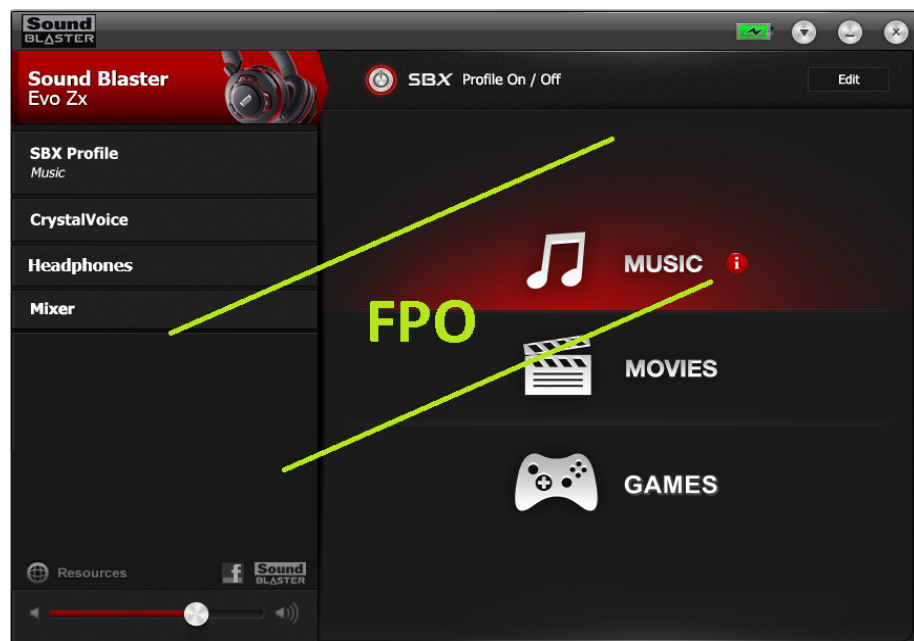 Sound
BLASTER
Sound Blaster
Evo Zx
SBX Profile On / Off
Edit
SBX Profile
Music
CrystalVoice
Headphones
Mixer
MUSIC i
FPO
MOVIES
GAMES
Resources
f
Sound
BLASTER